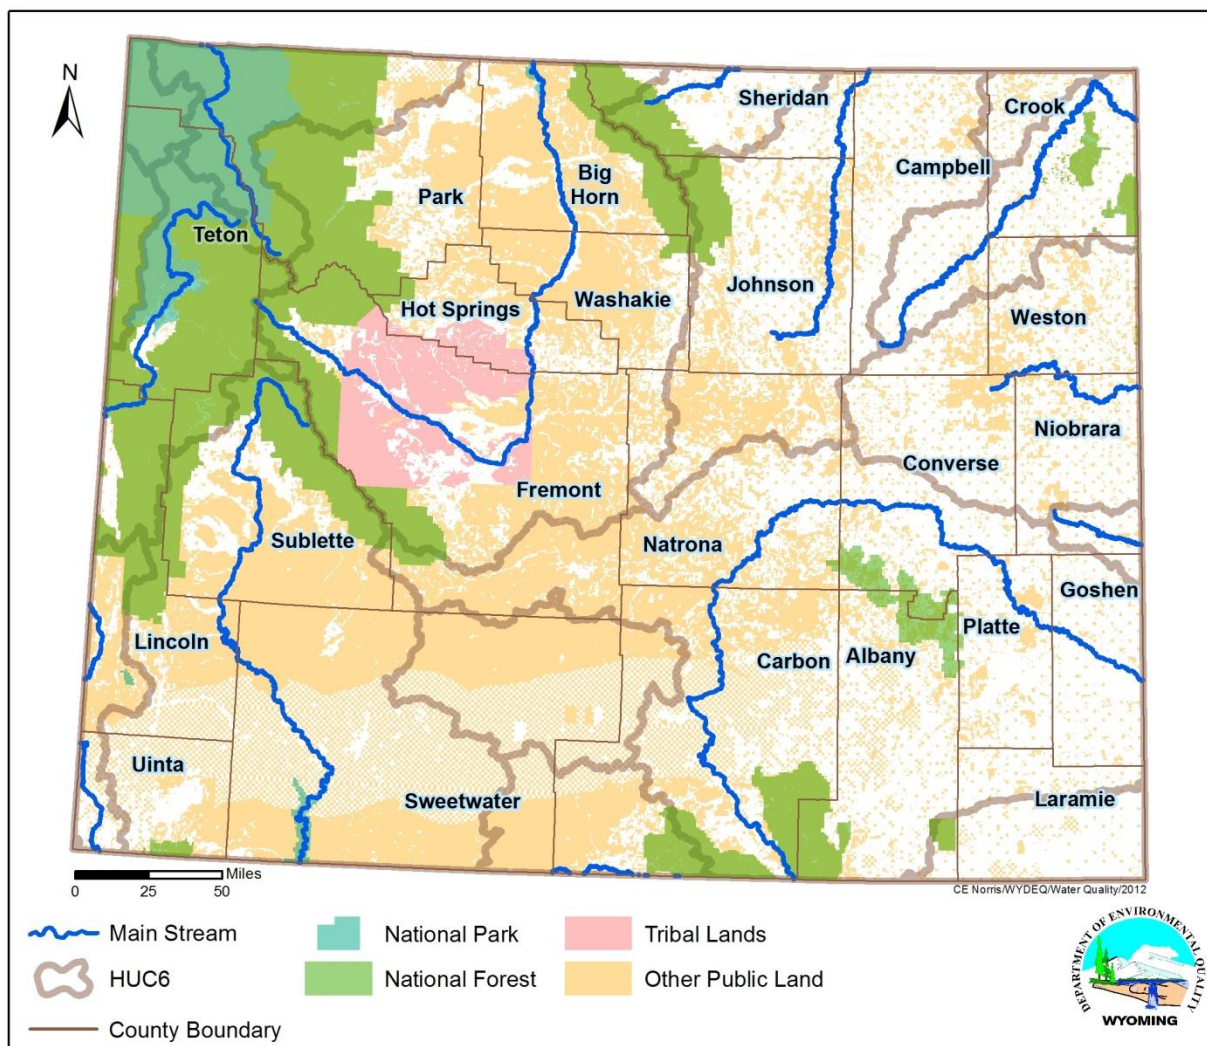 N
Sheridan
Crook
Campbell
Park
Big
Horn
Teton
Johnson
Hot Springs
Washakie
Weston
Niobrara
Converse
Fremont
Sublette
Natrona
Goshen
Platte
Lincoln
Carbon
Albany
Uinta
Sweetwater
Laramie
Miles
0 25 50
CE Norris/WYDEQ/Water Quality/2012
Main Stream
National Park
Tribal Lands
HUC6
National Forest
Other Public Land
County Boundary
DEPARTMENT OF ENVIRONMENTAL QUALITY
WYOMING